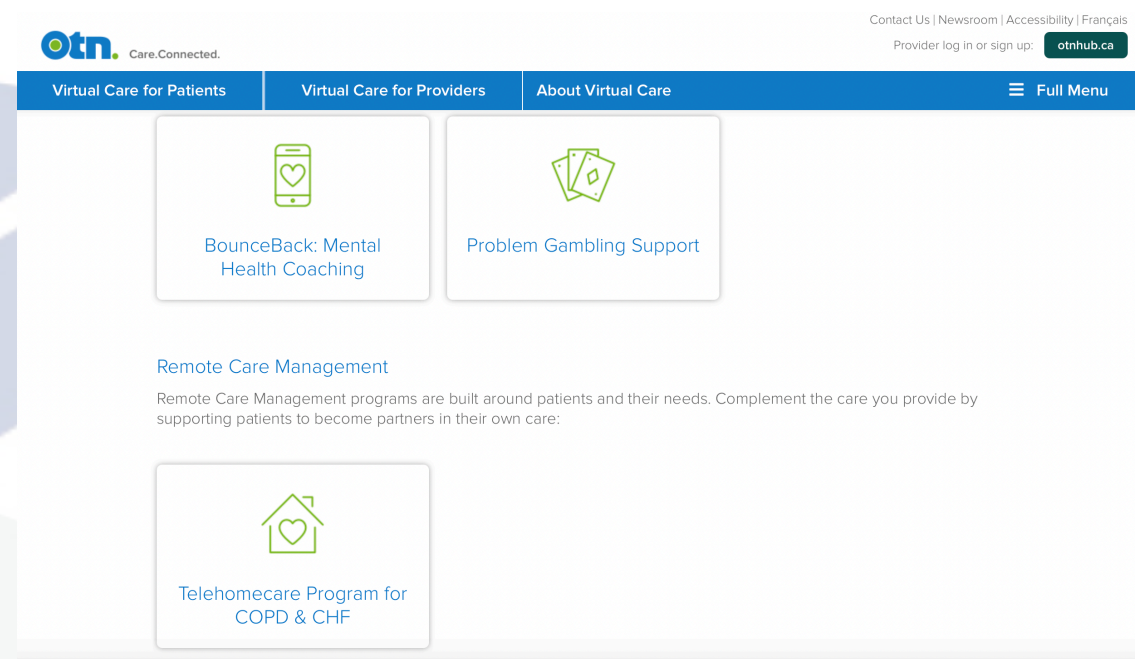 Contact Us | Newsroom | Accessibility | Français
otn. Care.Connected.
Provider log in or sign up: otnhub.ca
Virtual Care for Patients Virtual Care for Providers About Virtual Care Full Menu
BounceBack: Mental
Health Coaching
Problem Gambling Support
Remote Care Management
Remote Care Management programs are built around patients and their needs. Complement the care you provide by
supporting patients to become partners in their own care:
Telehomecare Program for
COPD & CHF